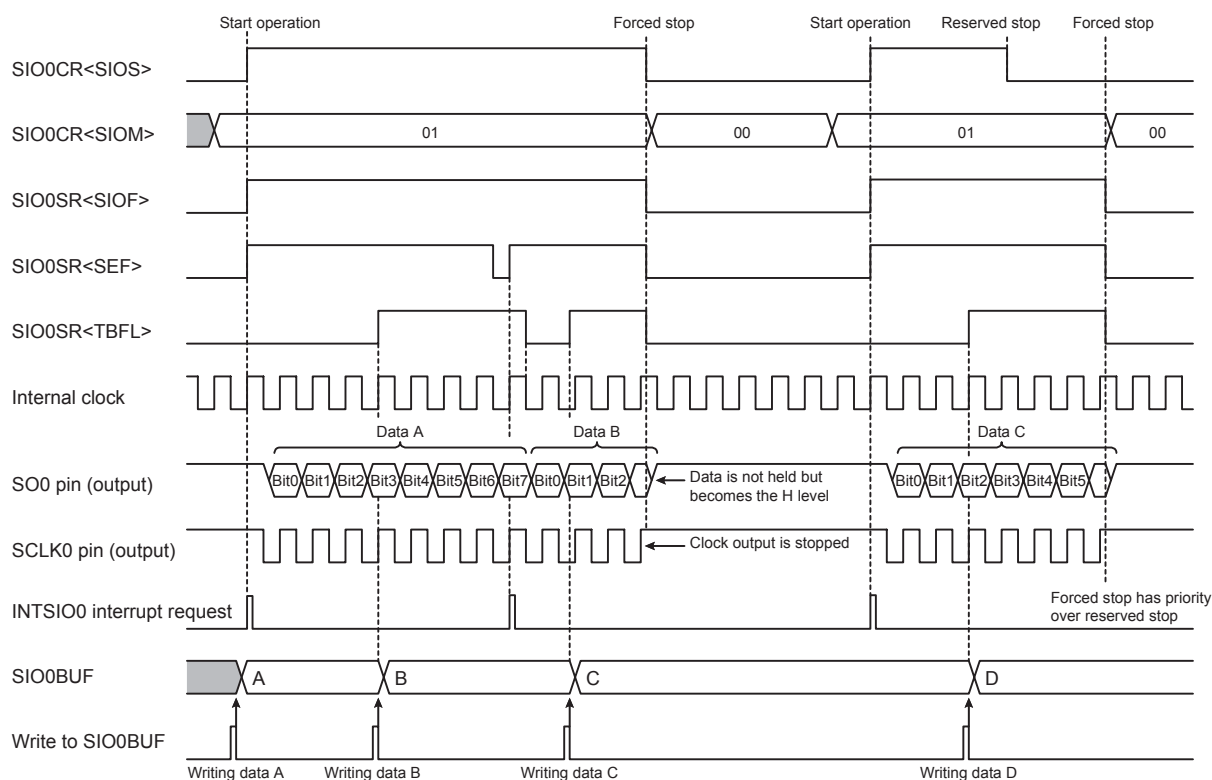 Start operation Forced stop Start operation Reserved stop Forced stop
SIO0CR<SIOS>
SIO0CR<SIOM> 01 00 01 00
SIO0SR<SIOF>
SIO0SR<SEF>
SIO0SR<TBFL>
Internal clock
Data A Data B Data C
SO0 pin (output) Bit0 Bit1 Bit2 Bit3 Bit4 Bit5 Bit6 Bit7 Bit0 Bit1 Bit2 Data is not held but Bit0 Bit1 Bit2 Bit3 Bit4 Bit5
becomes the H level
SCLK0 pin (output) Clock output is stopped
INTSIO0 interrupt request Forced stop has priority
over reserved stop
SIO0BUF A B C D
Write to SIO0BUF
Writing data A Writing data B Writing data C Writing data D